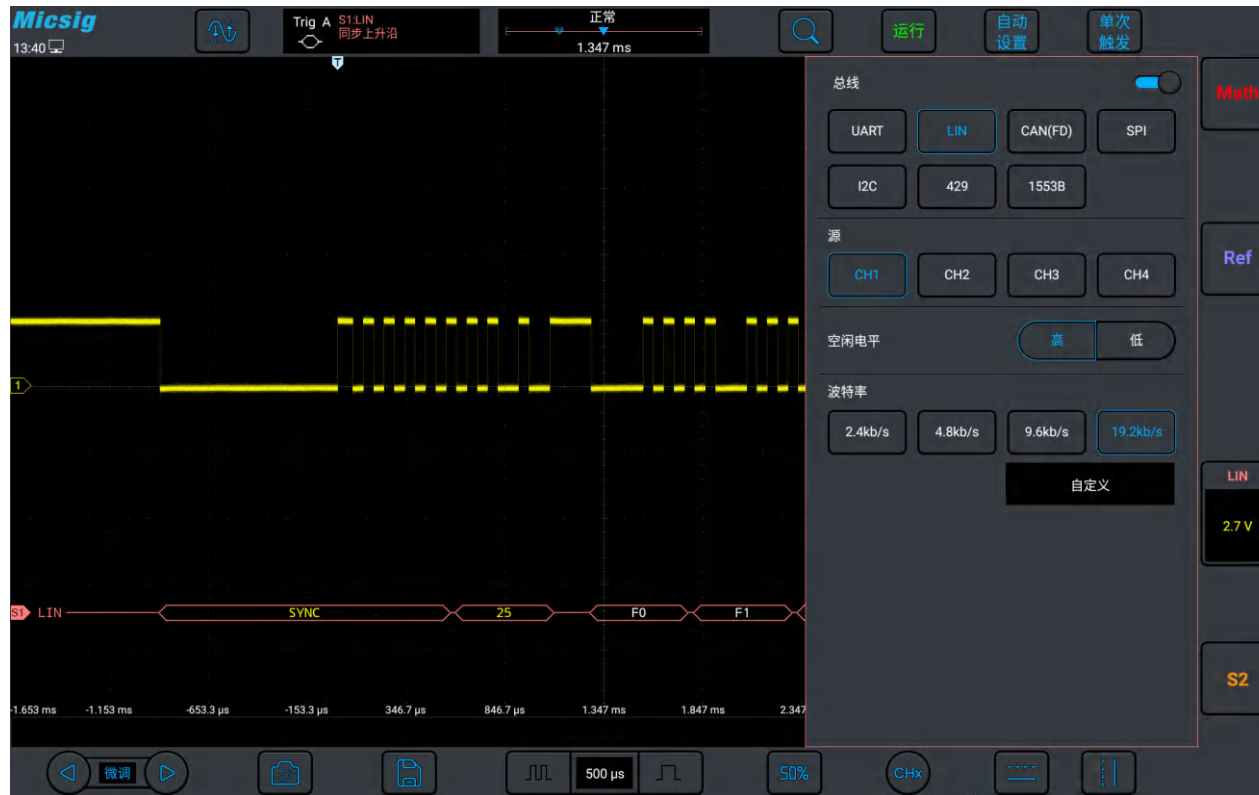 Micsig
13:40
Trig A S1:LIN
同步上升沿
正常
1.347 ms
运行
自动
设置
单次
触发
T
总线
UART LIN CAN(FD) SPI
I2C 429 1553B
源
CH1 CH2 CH3 CH4
空闲电平 高 低
波特率
2.4kb/s 4.8kb/s 9.6kb/s 19.2kb/s
自定义
Math
Ref
LIN
2.7 V
S2
1
S1 LIN SYNC 25 F0 F1
-1.653 ms -1.153 ms -653.3 μs -153.3 μs 346.7 μs 846.7 μs 1.347 ms 1.847 ms 2.347
微调 500 μs 50% CHx